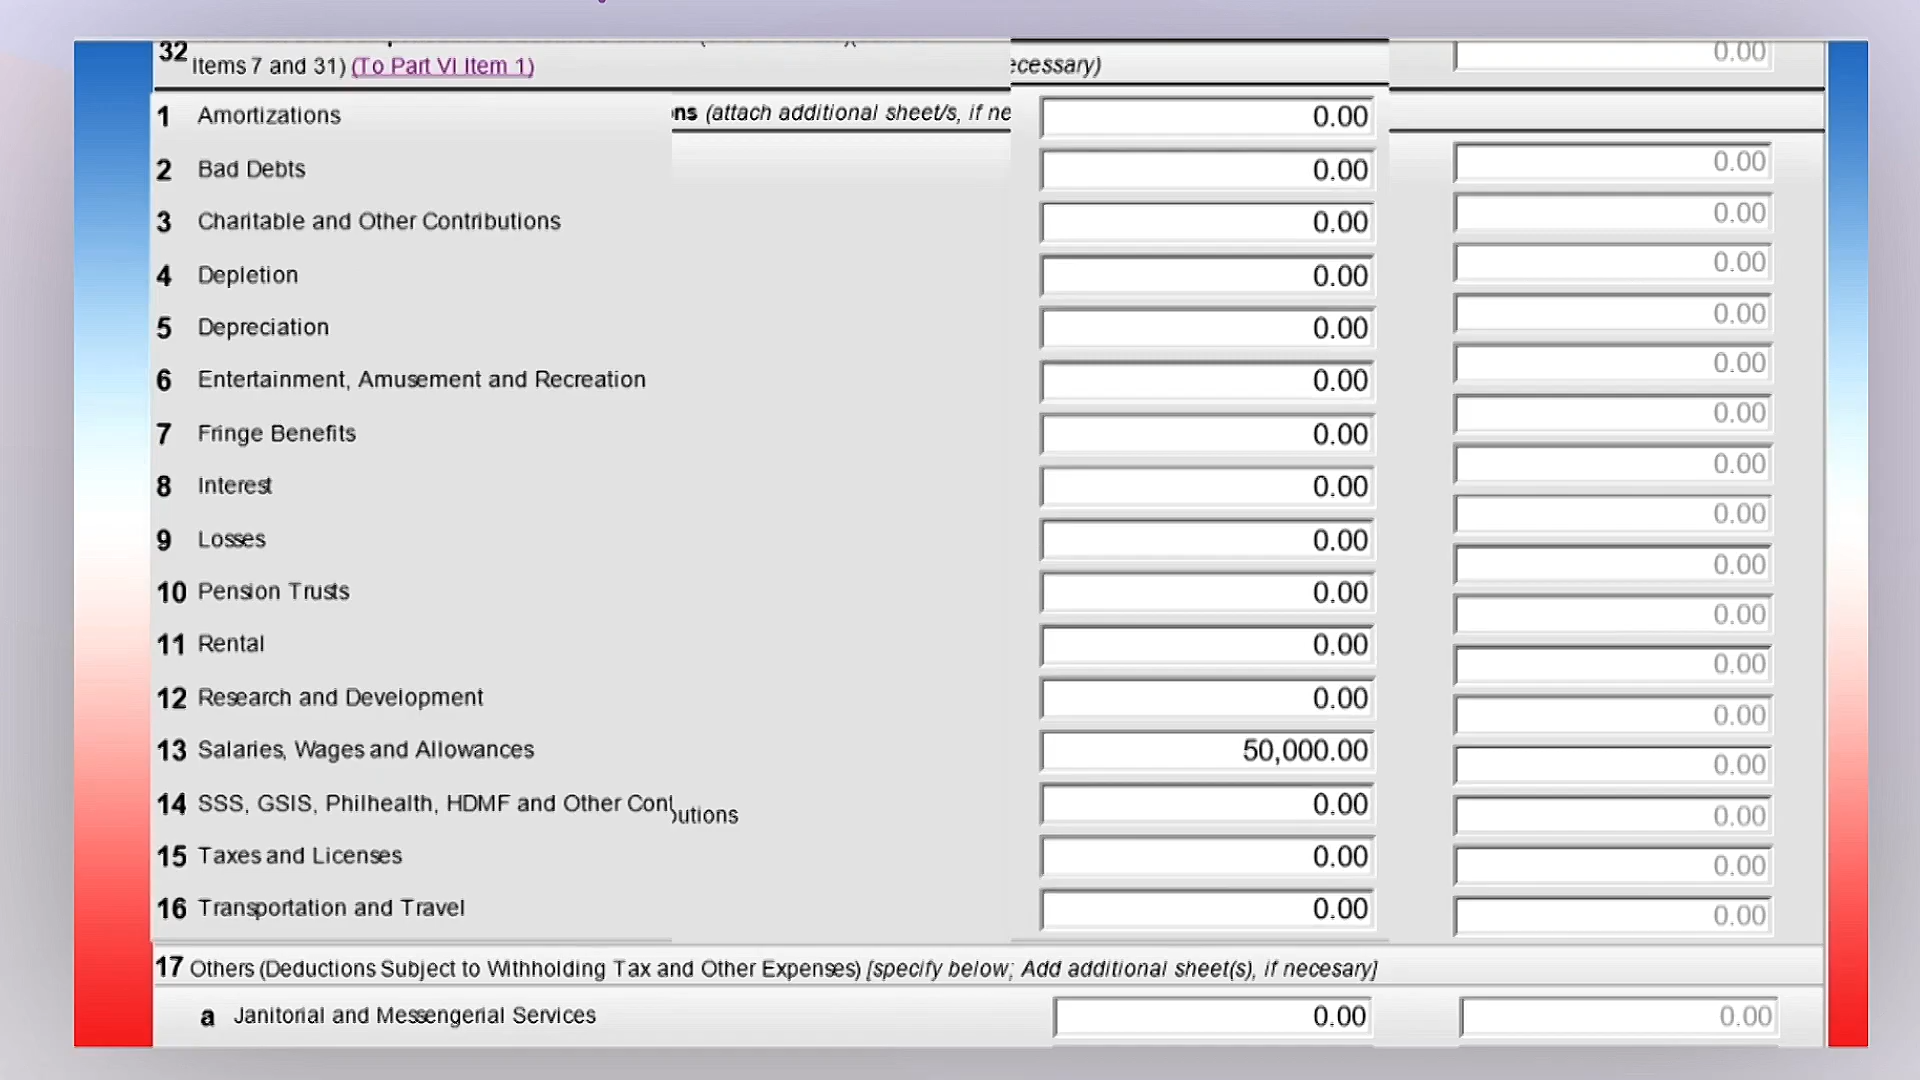 32 Items 7 and 31) (To Part VI Item 1) 0.00
ecessary)
ns (attach additional sheet/s, if ne
1 Amortizations 0.00
2 Bad Debts 0.00 0.00
3 Charitable and Other Contributions 0.00 0.00
4 Depletion 0.00 0.00
5 Depreciation 0.00 0.00
6 Entertainment, Amusement and Recreation 0.00 0.00
7 Fringe Benefits 0.00 0.00
8 Interest 0.00 0.00
9 Losses 0.00 0.00
10 Pension Trusts 0.00 0.00
11 Rental 0.00 0.00
12 Research and Development 0.00 0.00
13 Salaries, Wages and Allowances 50,000.00 0.00
14 SSS, GSIS, Philhealth, HDMF and Other Cont butions 0.00 0.00
15 Taxes and Licenses 0.00 0.00
16 Transportation and Travel 0.00 0.00
0.00
17 Others (Deductions Subject to Withholding Tax and Other Expenses) [specify below; Add additional sheet(s), if necesary]
a Janitorial and Messengerial Services 0.00 0.00